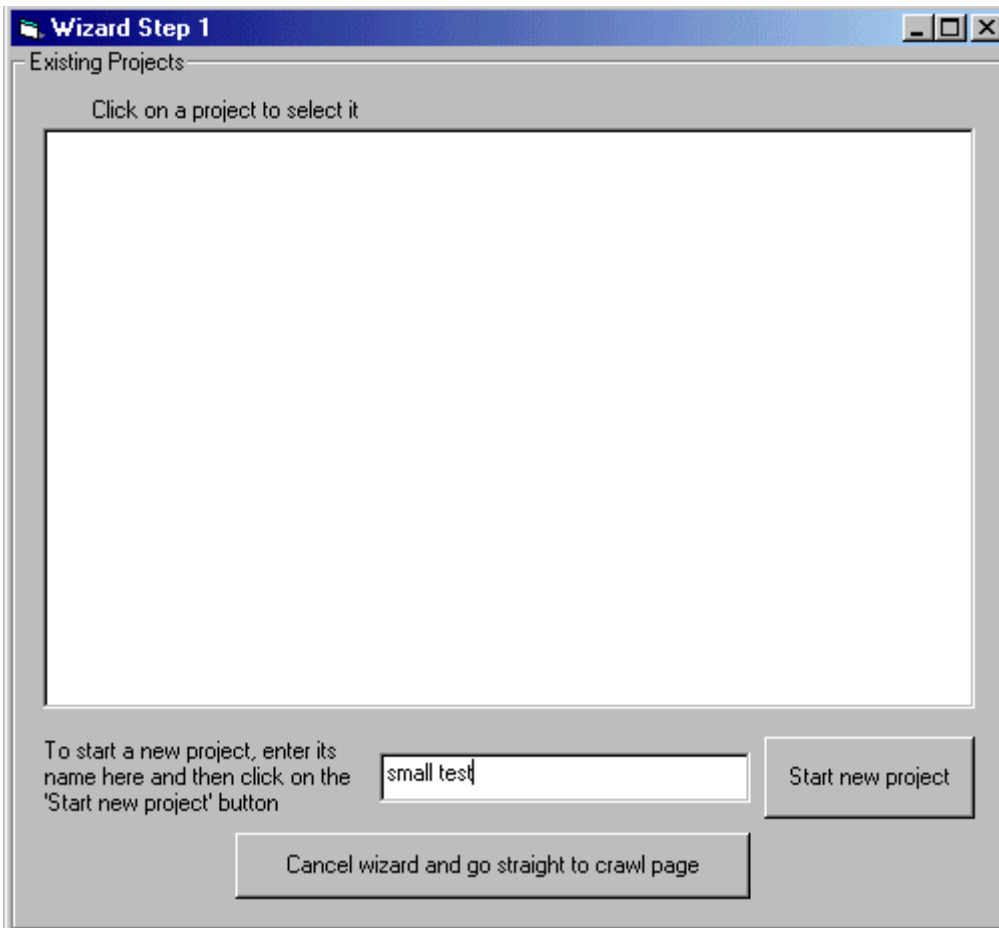 Wizard Step 1
Existing Projects
Click on a project to select it
To start a new project, enter its
name here and then click on the
'Start new project' button
small test
Start new project
Cancel wizard and go straight to crawl page